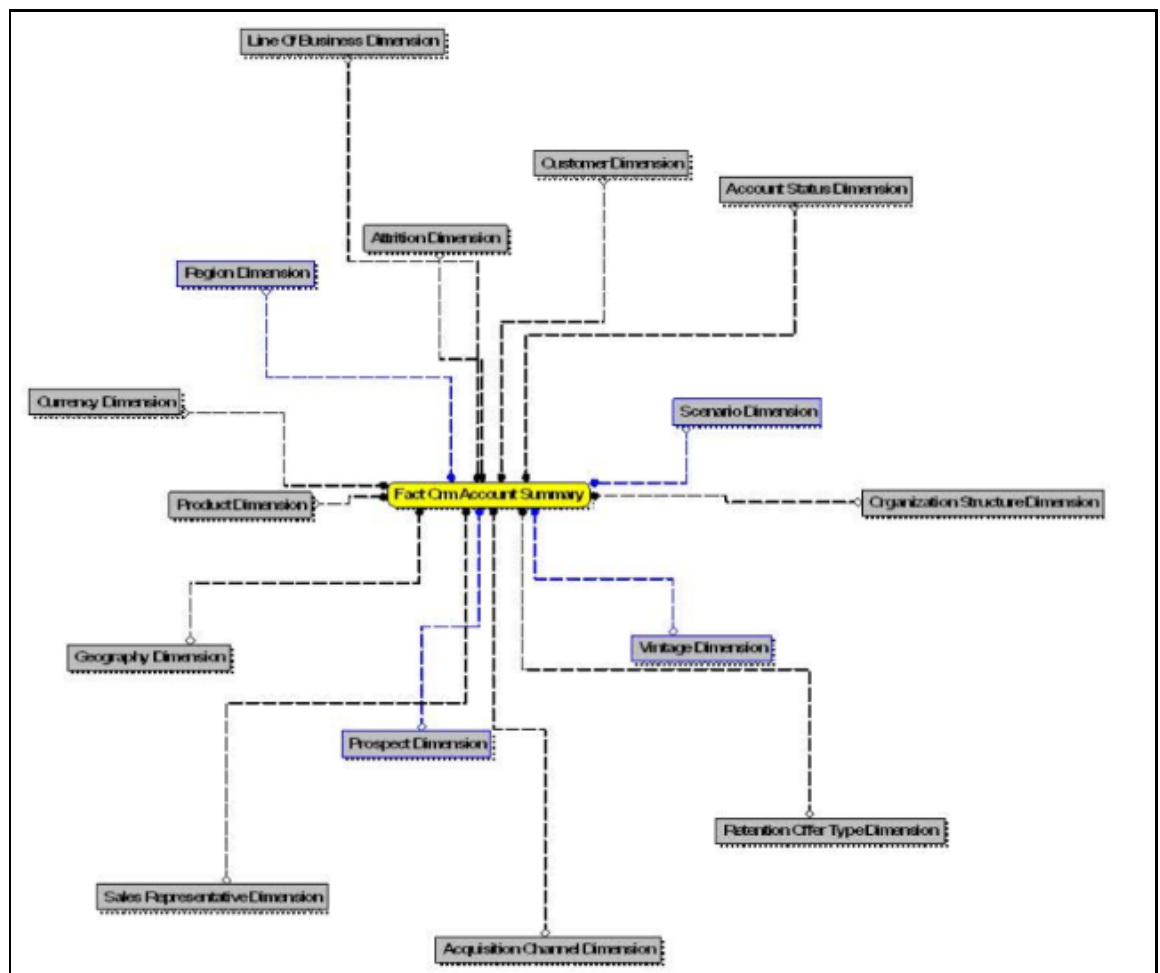 Line Of Business Dimension
Customer Dimension
Account Status Dimension
Attrition Dimension
Region Dimension
Currency Dimension
Scenario Dimension
Fact Crm Account Summary
Product Dimension
Organization Structure Dimension
Geography Dimension
Vintage Dimension
Prospect Dimension
Retention Offer Type Dimension
Sales Representative Dimension
Acquisition Channel Dimension